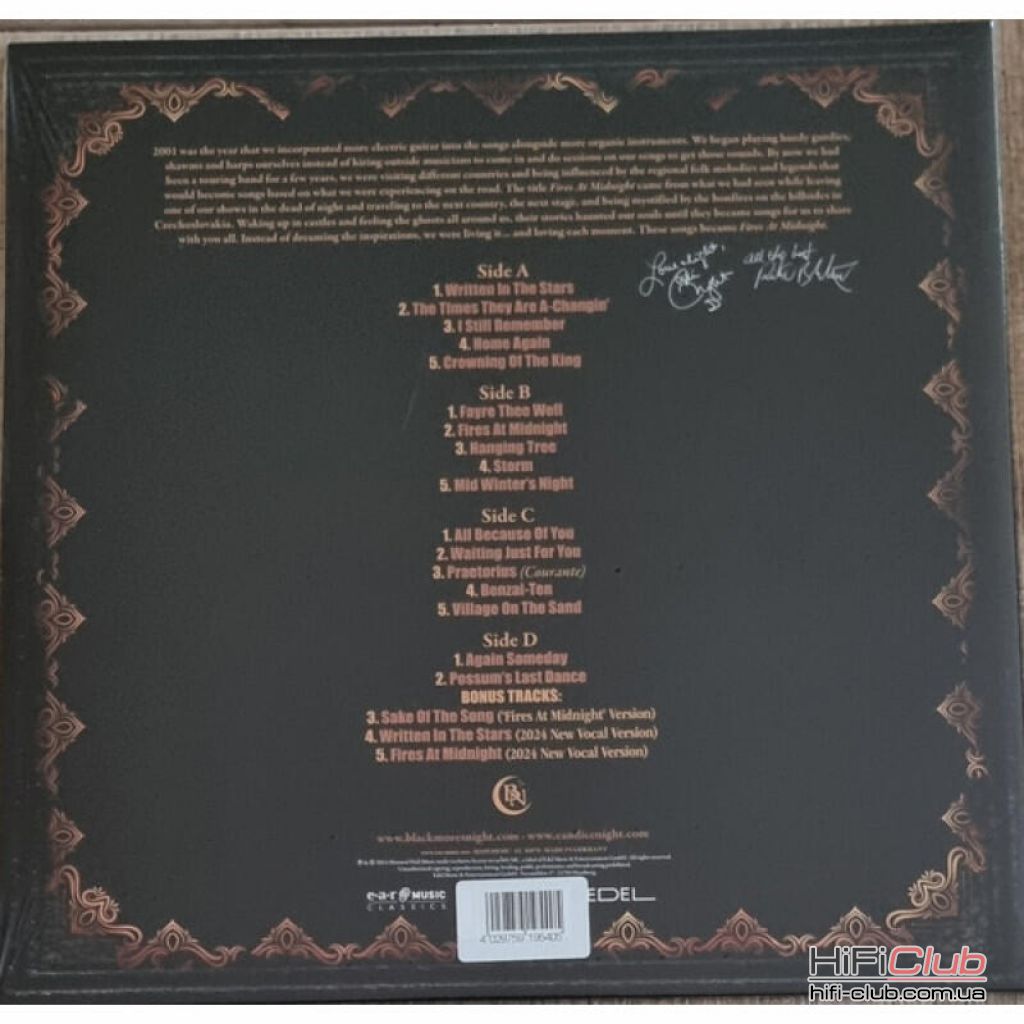 2001 was the year that we incorporated more electric guitar into the songs alongside more organic instruments. We began playing hurdy gurdies,
shawms and harps ourselves instead of hiring outside musicians to come in and do sessions on our songs to get those sounds. By now we had
been a touring band for a few years, we were visiting different countries and being influenced by the regional folk melodies and legends that
would become songs based on what we were experiencing on the road. The title Fires At Midnight came from what we had seen while leaving
one of our shows in the dead of night and traveling to the next country, the next stage, and being mystified by the bonfires on the hillsides in
Czechoslovakia. Waking up in castles and feeling the ghosts all around us, their stories haunted our souls until they became songs for us to share
with you all. Instead of dreaming the inspirations, we were living it... and loving each moment. These songs became Fires At Midnight.
all the best
Side A
1. Written In The Stars
2. The Times They Are A-Changin'
3. I Still Remember
4. Home Again
5. Crowning Of The King
Side B
1. Fayre Thee Well
2. Fires At Midnight
3. Hanging Tree
4. Storm
5. Mid Winter's Night
Side C
1. All Because Of You
2. Waiting Just For You
3. Praetorius (Courante)
4. Benzai-Ten
5. Village On The Sand
Side D
1. Again Someday
2. Possum's Last Dance
BONUS TRACKS:
3. Sake Of The Song ('Fires At Midnight' Version)
4. Written In The Stars (2024 New Vocal Version)
5. Fires At Midnight (2024 New Vocal Version)
BN
www.blackmoresnight.com - www.candicenight.com
e-a-r MUSIC
CLASSICS
EDEL
4 029759 196405
HiFiClub
hifi-club.com.ua